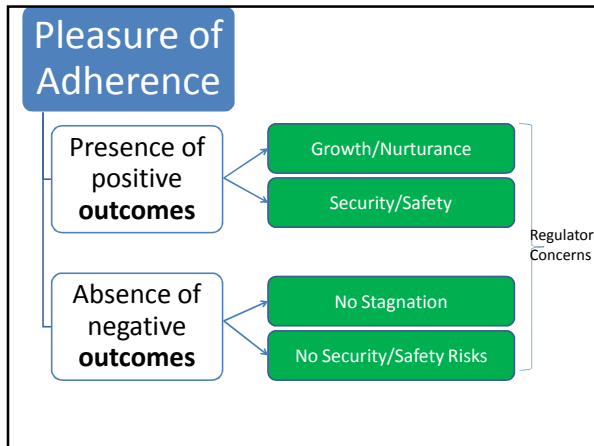 Pleasure of
Adherence
Presence of
positive
outcomes
Growth/Nurturance
Security/Safety
Regulator
Concerns
Absence of
negative
outcomes
No Stagnation
No Security/Safety Risks